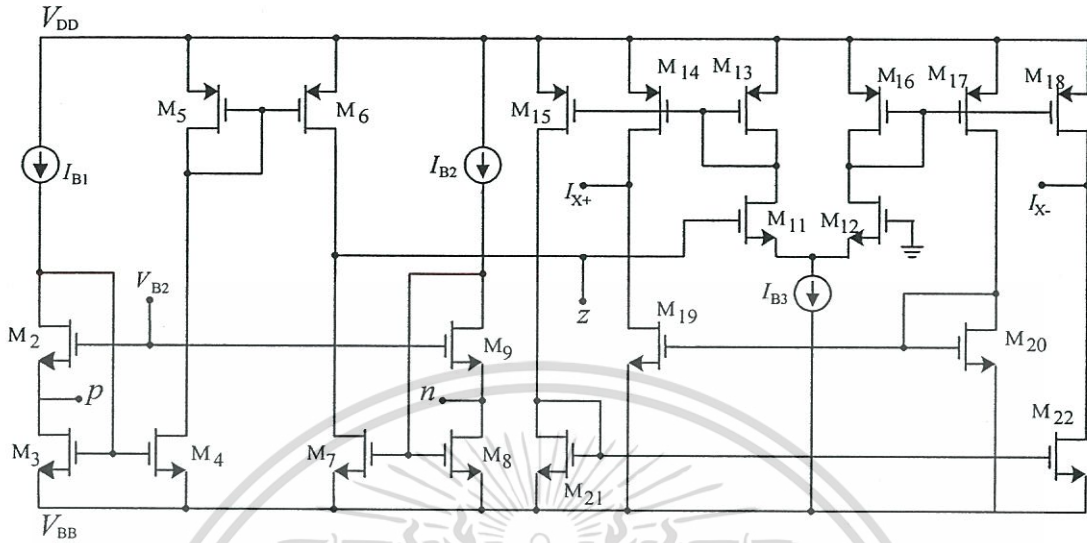 V_DD
M_5
M_6
M_15
M_14
M_13
M_16
M_17
M_18
I_B1
I_B2
I_X+
I_X-
M_11
M_12
V_B2
z
I_B3
M_2
M_9
M_19
M_20
p
n
M_3
M_4
M_7
M_8
M_21
M_22
V_BB